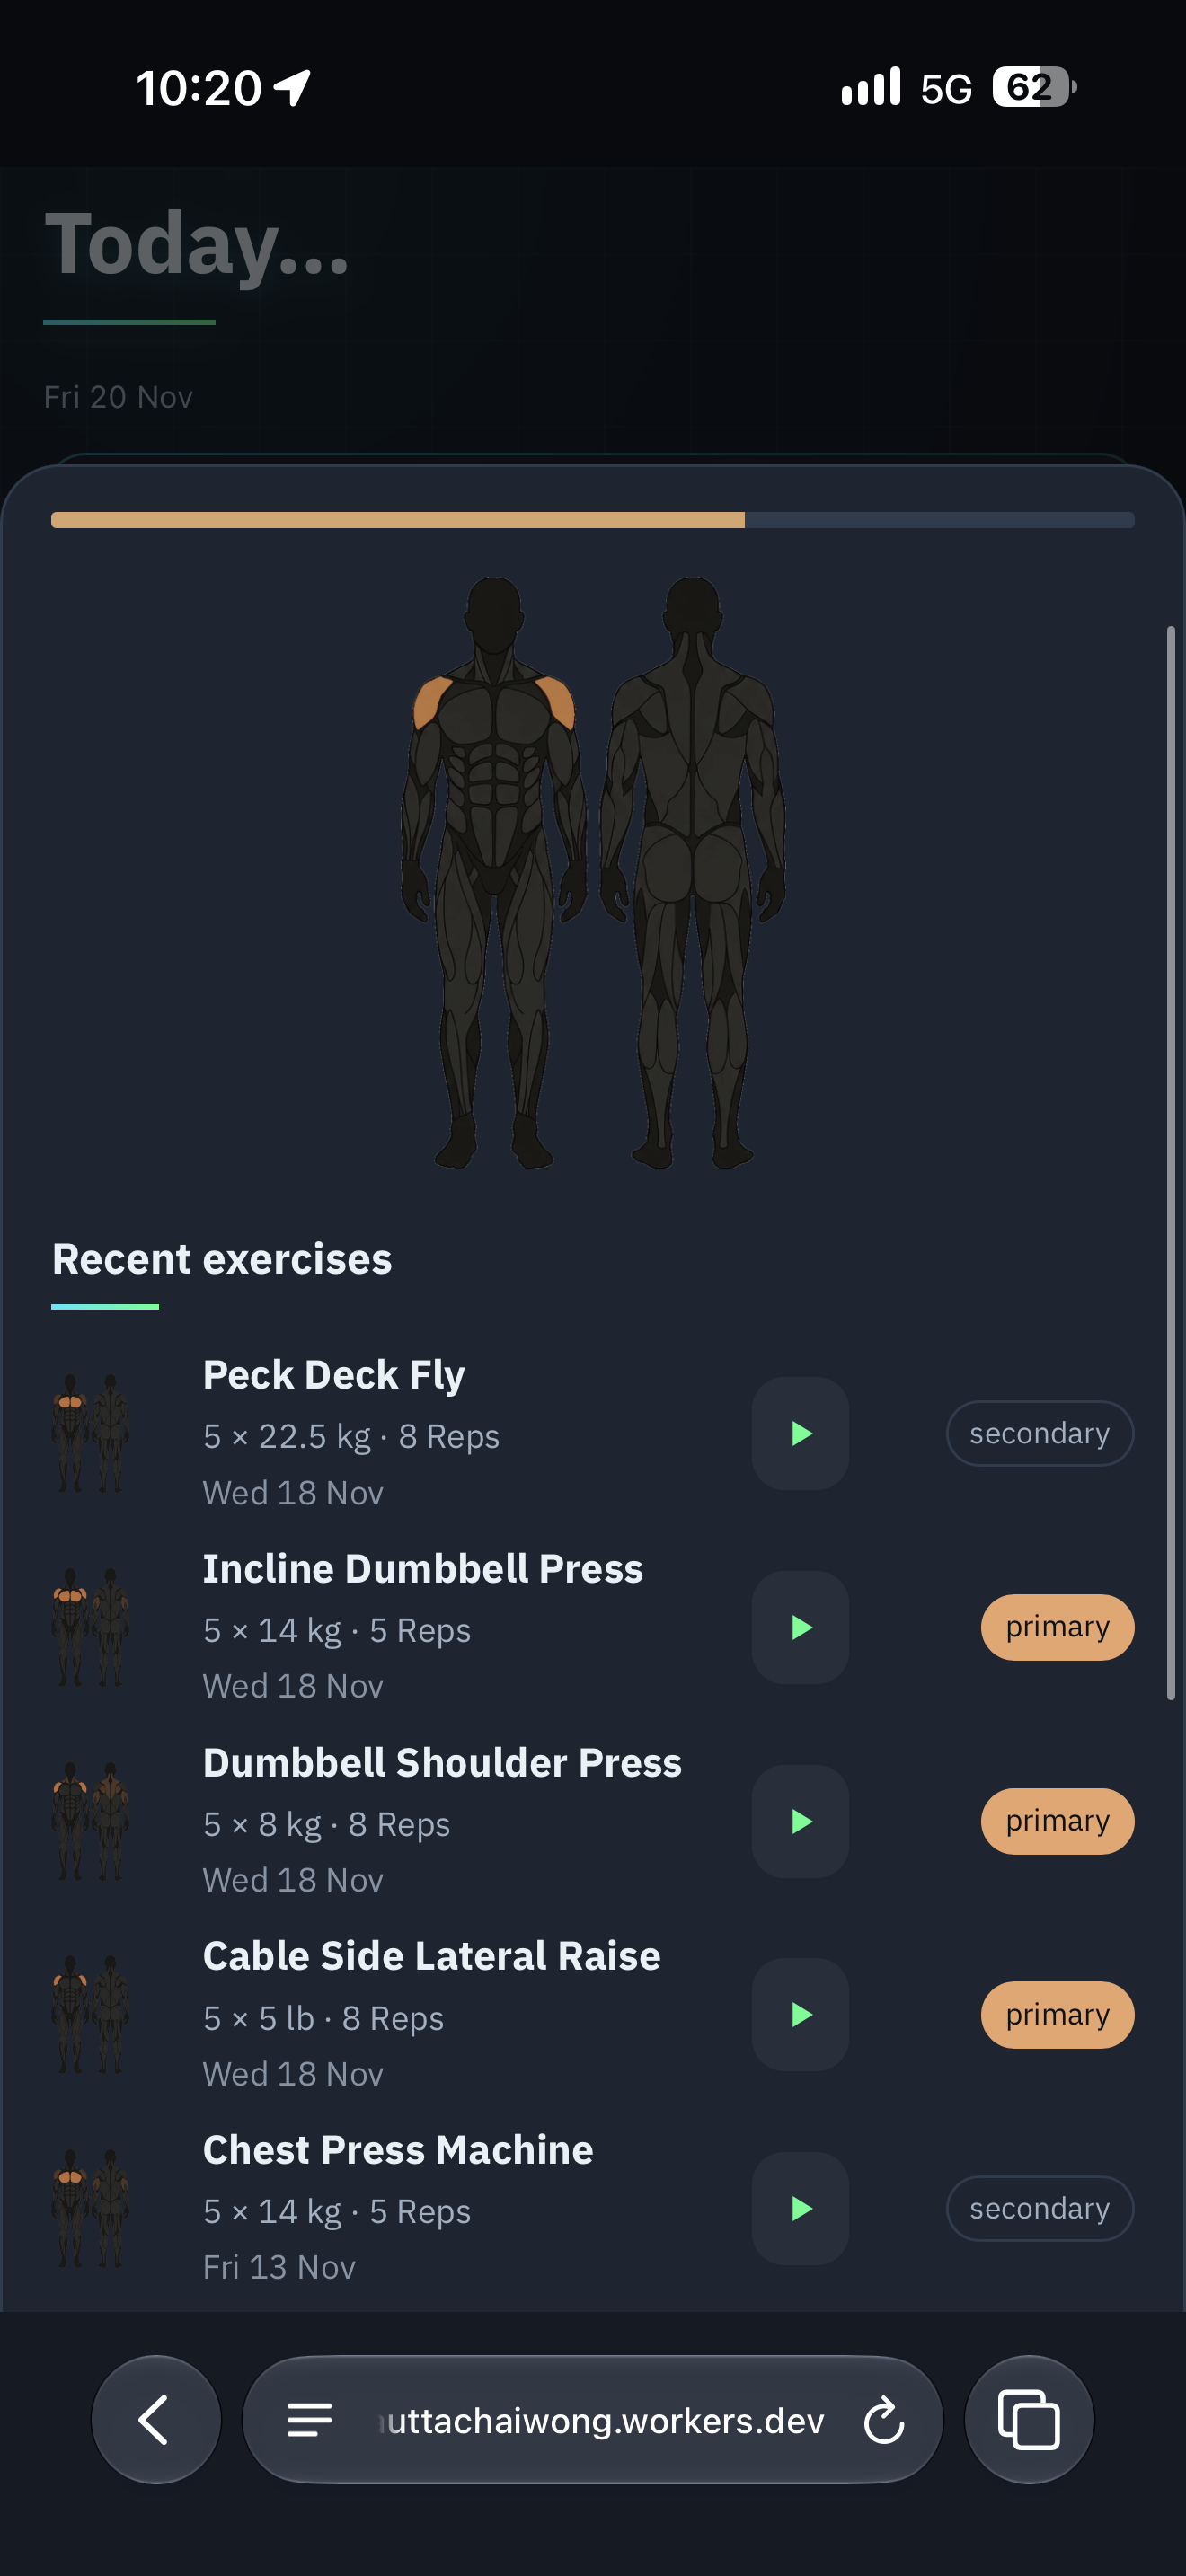 10:20
5G
62
Today...
Fri 20 Nov
Recent exercises
Peck Deck Fly
5 × 22.5 kg · 8 Reps
Wed 18 Nov
secondary
Incline Dumbbell Press
5 × 14 kg · 5 Reps
Wed 18 Nov
primary
Dumbbell Shoulder Press
5 × 8 kg · 8 Reps
Wed 18 Nov
primary
Cable Side Lateral Raise
5 × 5 lb · 8 Reps
Wed 18 Nov
primary
Chest Press Machine
5 × 14 kg · 5 Reps
Fri 13 Nov
secondary
uttachaiwong.workers.dev